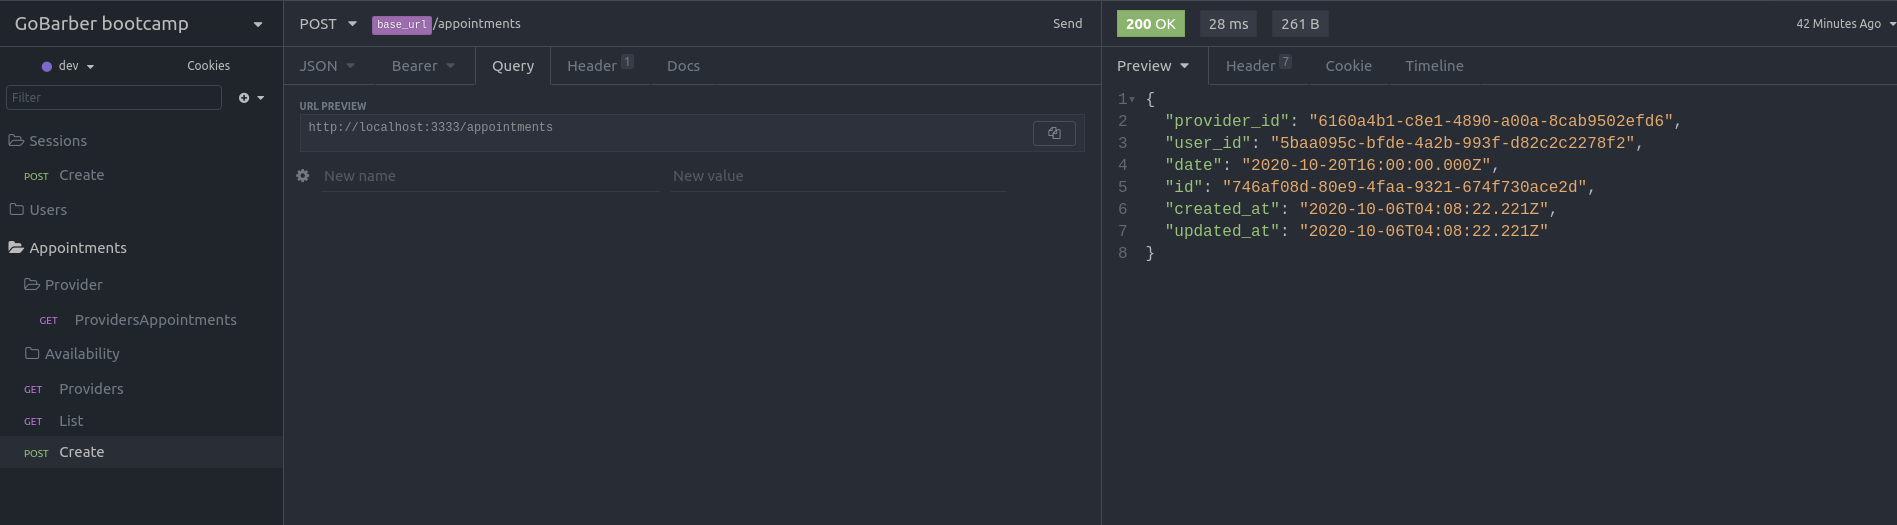 GoBarber bootcamp
dev Cookies
Filter
Sessions
POST Create
Users
Appointments
Provider
GET ProvidersAppointments
Availability
GET Providers
GET List
POST Create
POST base_url/appointments Send
JSON Bearer Query Header 1 Docs
URL PREVIEW
http://localhost:3333/appointments
New name New value
200 OK 28 ms 261 B 42 Minutes Ago
Preview Header 7 Cookie Timeline
1 {
2 "provider_id": "6160a4b1-c8e1-4890-a00a-8cab9502efd6",
3 "user_id": "5baa095c-bfde-4a2b-993f-d82c2c2278f2",
4 "date": "2020-10-20T16:00:00.000Z",
5 "id": "746af08d-80e9-4faa-9321-674f730ace2d",
6 "created_at": "2020-10-06T04:08:22.221Z",
7 "updated_at": "2020-10-06T04:08:22.221Z"
8 }